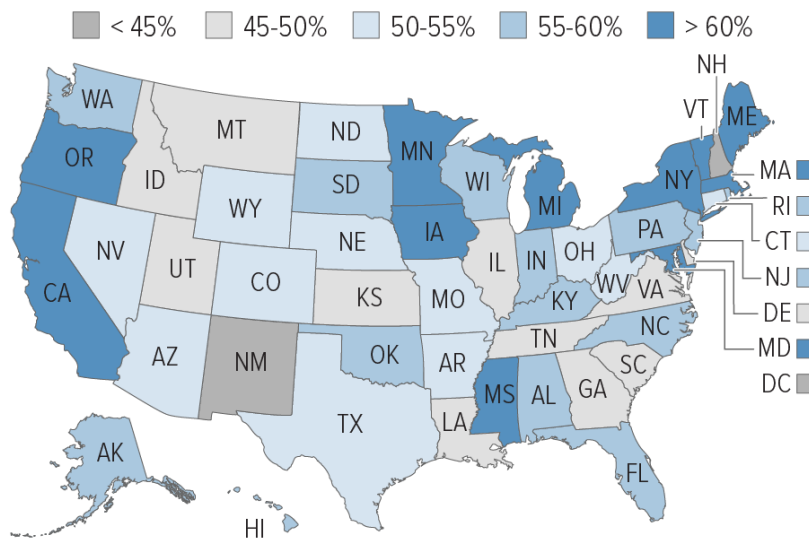 < 45% 45-50% 50-55% 55-60% > 60%
NH
WA
VT
ME
MT
ND
OR
MN
MA
ID
SD
WI
NY
RI
WY
MI
CT
IA
PA
NE
NJ
NV
IL
IN
OH
UT
CO
WV
DE
CA
KS
MO
KY
VA
MD
TN
NC
AZ
NM
OK
AR
SC
DC
MS
AL
GA
TX
LA
AK
FL
HI